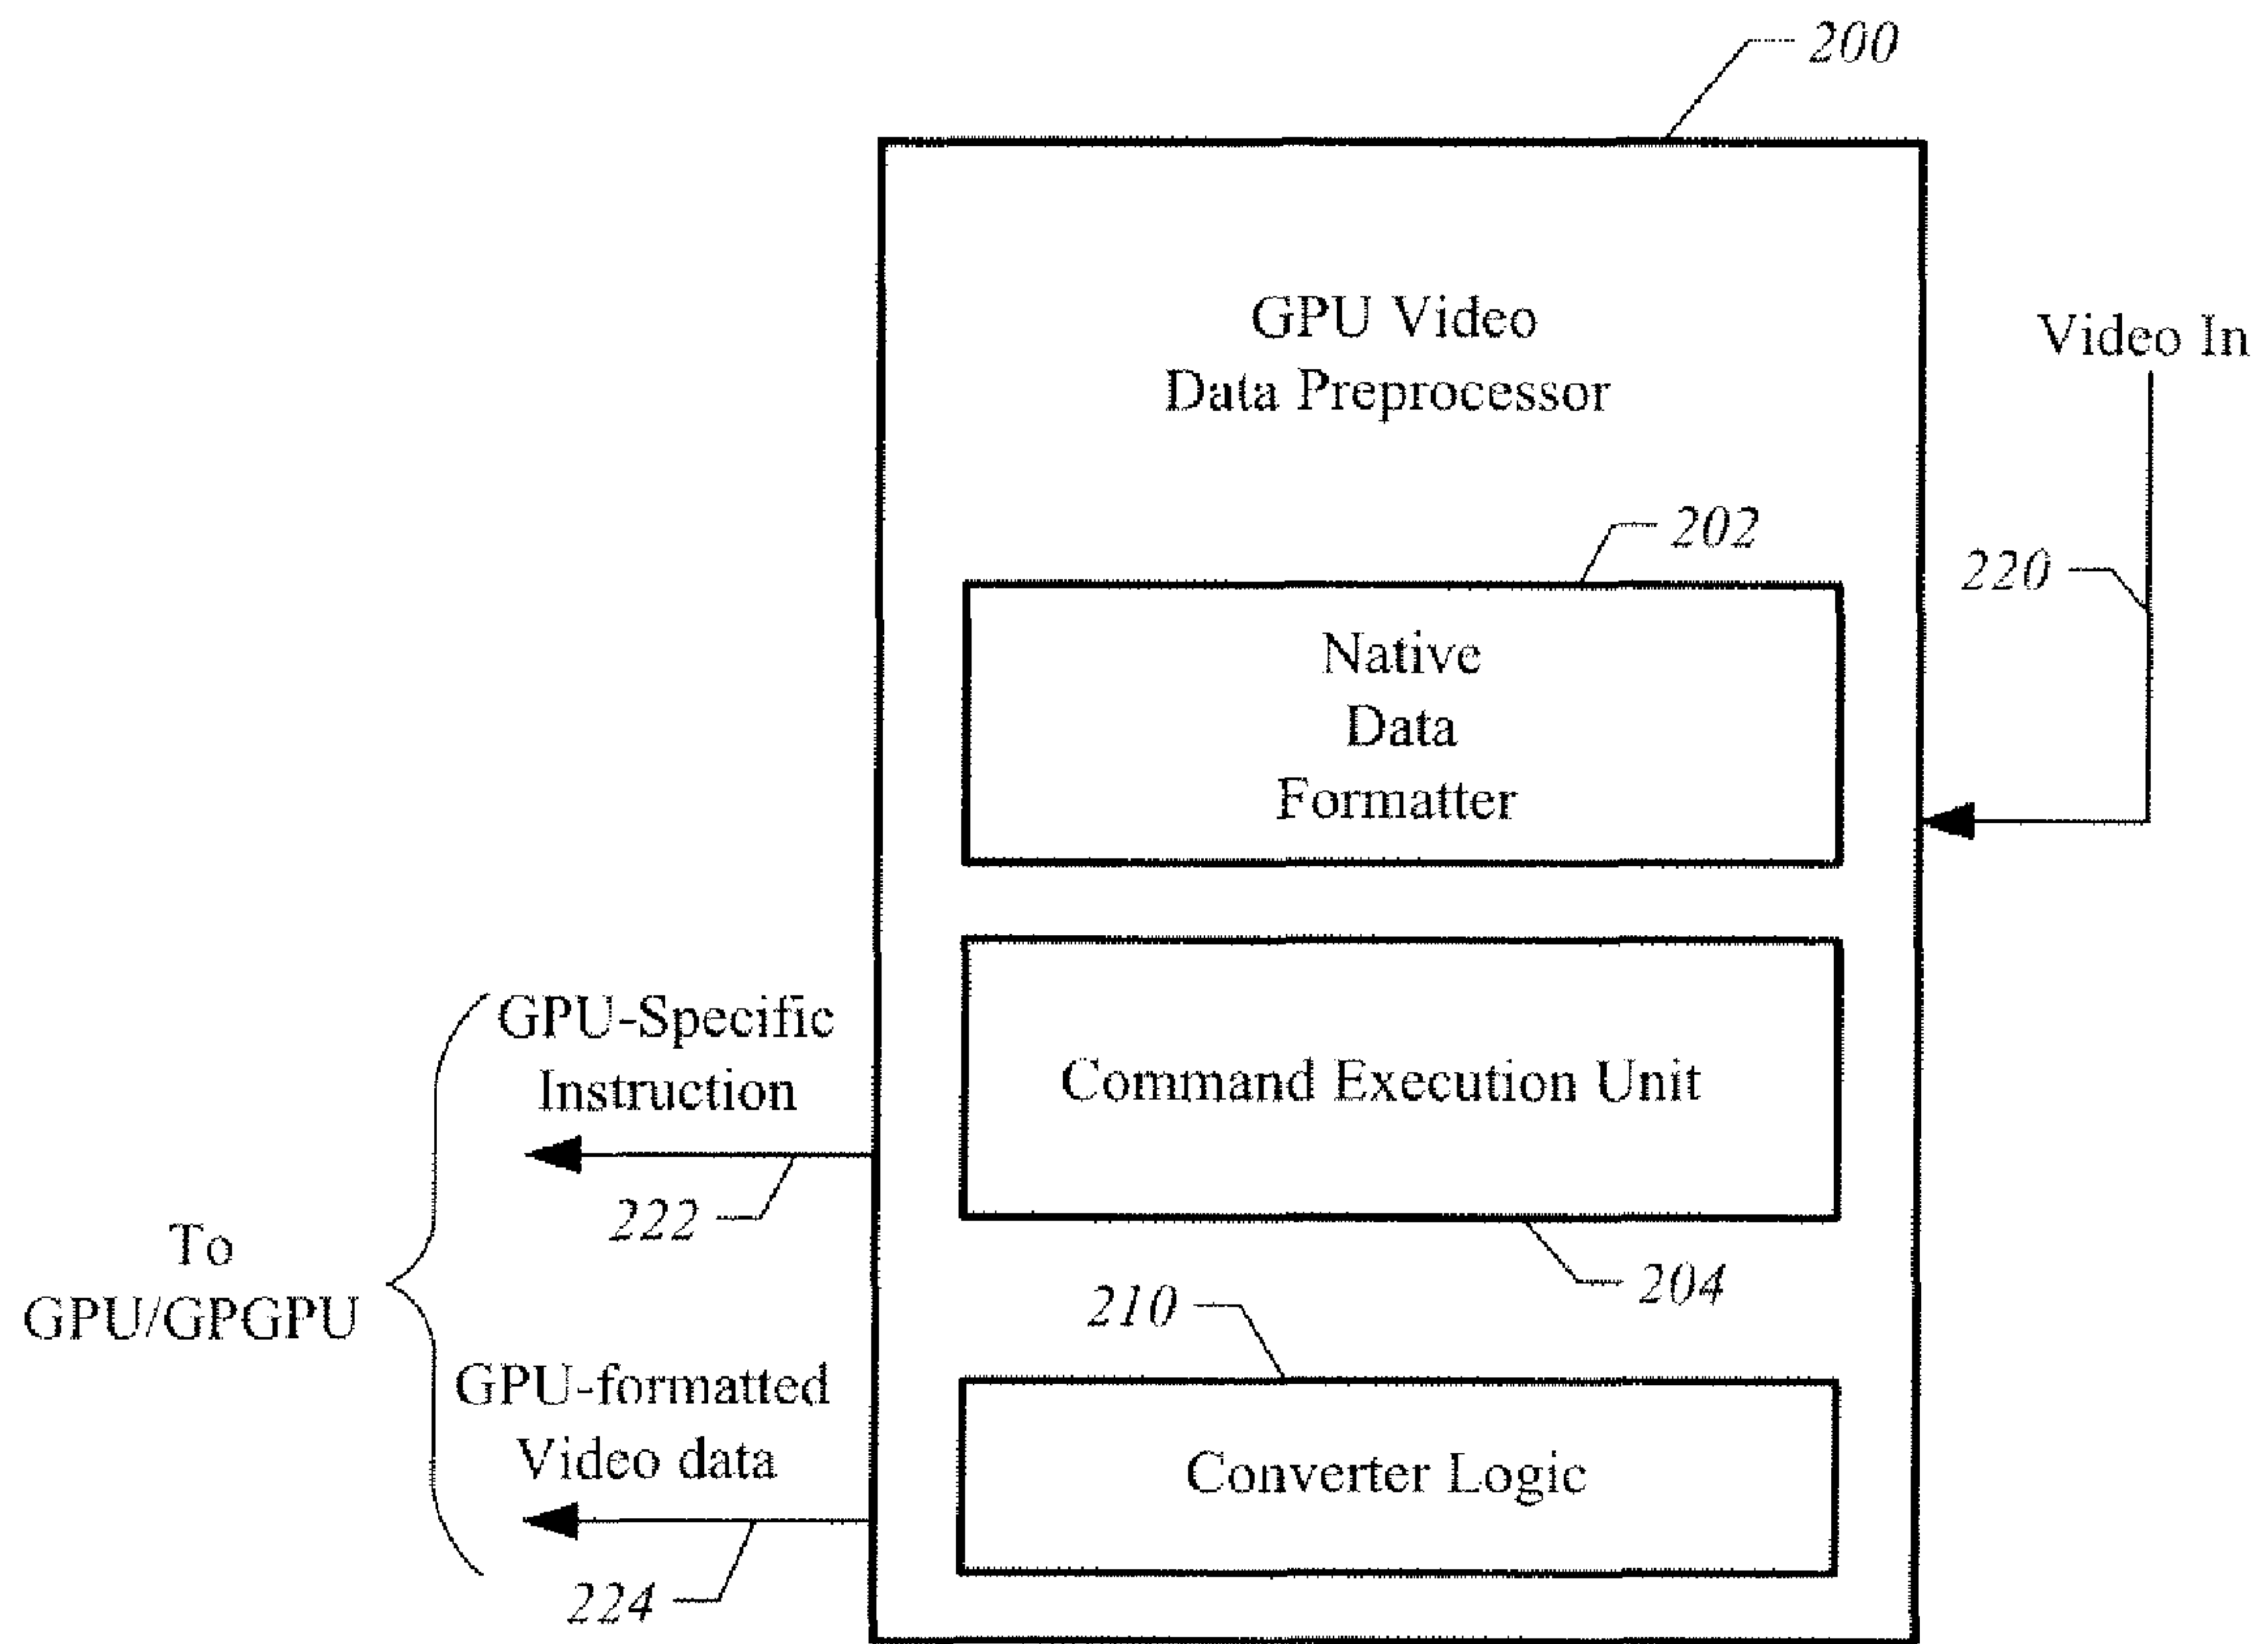 200
GPU Video
Data Preprocessor
Video In
202
220
Native
Data
Formatter
GPU-Specific
Instruction
Command Execution Unit
222
To
GPU/GPGPU
204
210
GPU-formatted
Video data
Converter Logic
224